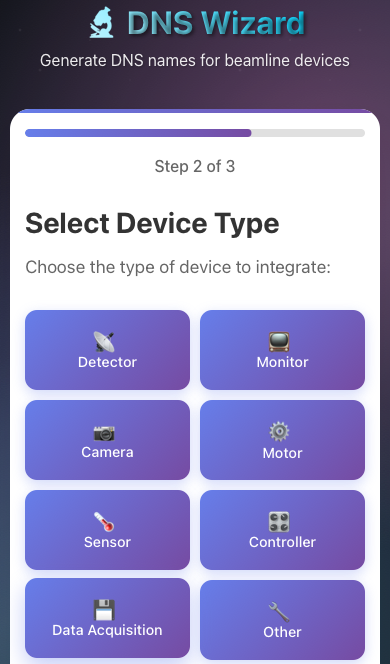 DNS Wizard
Generate DNS names for beamline devices
Step 2 of 3
Select Device Type
Choose the type of device to integrate:
Detector
Monitor
Camera
Motor
Sensor
Controller
Data Acquisition
Other